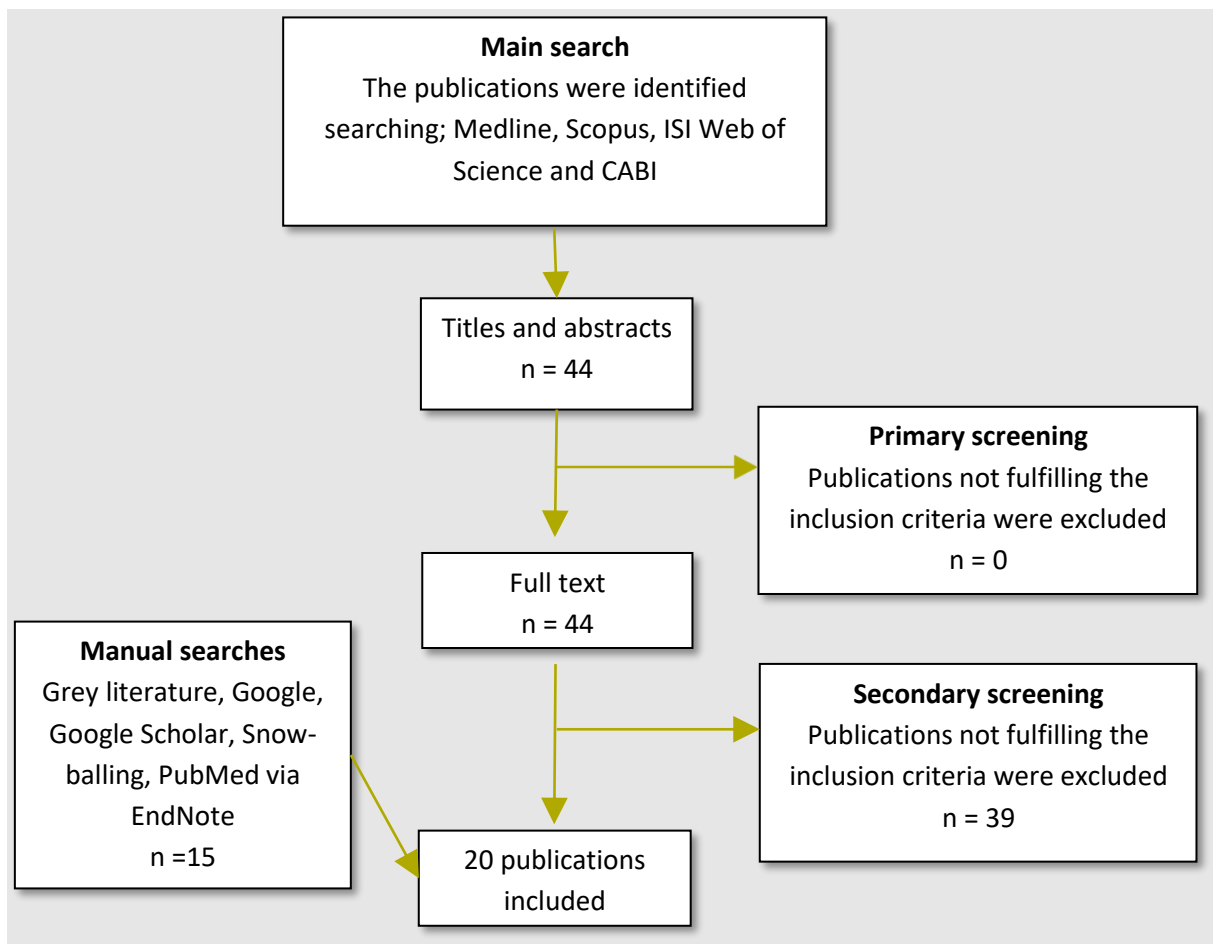 Main search
The publications were identified
searching; Medline, Scopus, ISI Web of
Science and CABI
Titles and abstracts
n = 44
Primary screening
Publications not fulfilling the
inclusion criteria were excluded
n = 0
Full text
n = 44
Manual searches
Grey literature, Google,
Google Scholar, Snow-
balling, PubMed via
EndNote
n =15
Secondary screening
Publications not fulfilling the
inclusion criteria were excluded
n = 39
20 publications
included